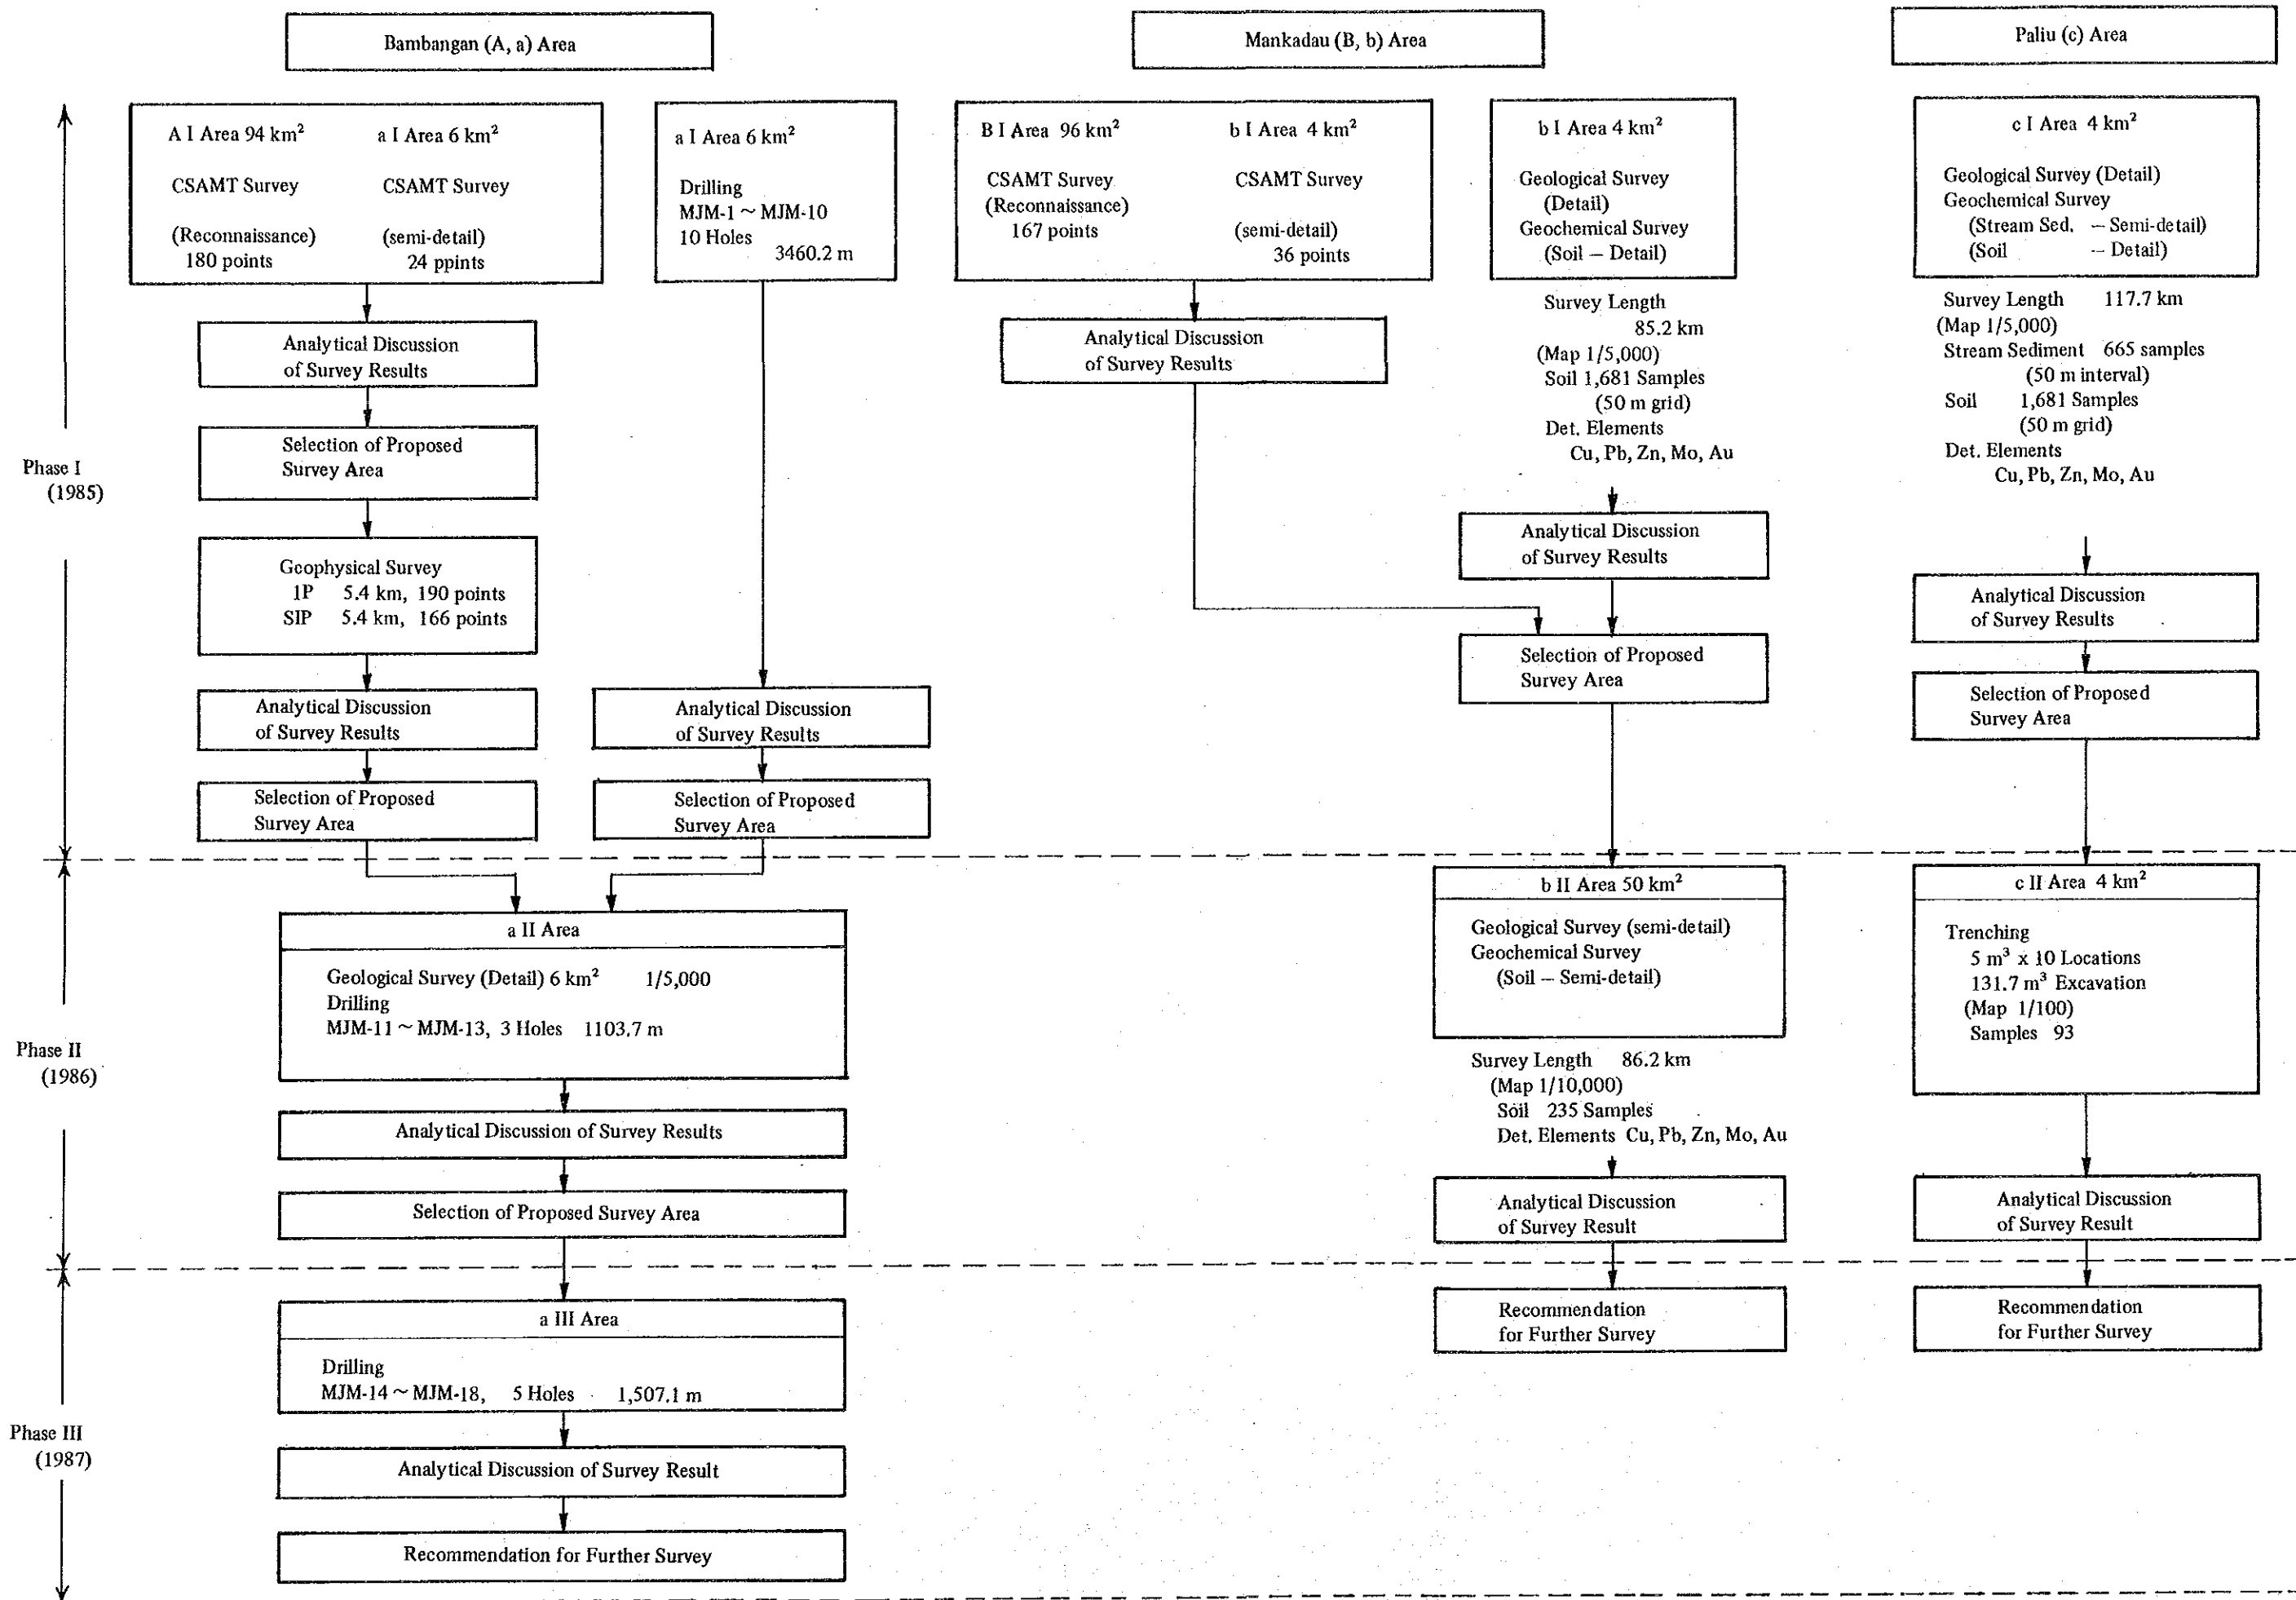 Bambangan (A, a) Area
Mankadau (B, b) Area
Paliu (c) Area
Phase I
(1985)
A I Area 94 km²
a I Area 6 km²
CSAMT Survey
CSAMT Survey
(Reconnaissance)
(semi-detail)
180 points
24 ppints
a I Area 6 km²
Drilling
MJM-1 ~ MJM-10
10 Holes
3460.2 m
B I Area 96 km²
b I Area 4 km²
CSAMT Survey
CSAMT Survey
(Reconnaissance)
(semi-detail)
167 points
36 points
b I Area 4 km²
Geological Survey
(Detail)
Geochemical Survey
(Soil – Detail)
c I Area 4 km²
Geological Survey (Detail)
Geochemical Survey
(Stream Sed. – Semi-detail)
(Soil – Detail)
Analytical Discussion
of Survey Results
Selection of Proposed
Survey Area
Geophysical Survey
1P 5.4 km, 190 points
SIP 5.4 km, 166 points
Analytical Discussion
of Survey Results
Selection of Proposed
Survey Area
Analytical Discussion
of Survey Results
Selection of Proposed
Survey Area
Analytical Discussion
of Survey Results
Survey Length
85.2 km
(Map 1/5,000)
Soil 1,681 Samples
(50 m grid)
Det. Elements
Cu, Pb, Zn, Mo, Au
Analytical Discussion
of Survey Results
Selection of Proposed
Survey Area
Survey Length 117.7 km
(Map 1/5,000)
Stream Sediment 665 samples
(50 m interval)
Soil 1,681 Samples
(50 m grid)
Det. Elements
Cu, Pb, Zn, Mo, Au
Analytical Discussion
of Survey Results
Selection of Proposed
Survey Area
Phase II
(1986)
a II Area
Geological Survey (Detail) 6 km² 1/5,000
Drilling
MJM-11 ~ MJM-13, 3 Holes 1103.7 m
Analytical Discussion of Survey Results
Selection of Proposed Survey Area
b II Area 50 km²
Geological Survey (semi-detail)
Geochemical Survey
(Soil – Semi-detail)
Survey Length 86.2 km
(Map 1/10,000)
Soil 235 Samples
Det. Elements Cu, Pb, Zn, Mo, Au
Analytical Discussion
of Survey Result
c II Area 4 km²
Trenching
5 m³ x 10 Locations
131.7 m³ Excavation
(Map 1/100)
Samples 93
Analytical Discussion
of Survey Result
Phase III
(1987)
a III Area
Drilling
MJM-14 ~ MJM-18, 5 Holes 1,507.1 m
Analytical Discussion of Survey Result
Recommendation for Further Survey
Recommendation
for Further Survey
Recommendation
for Further Survey